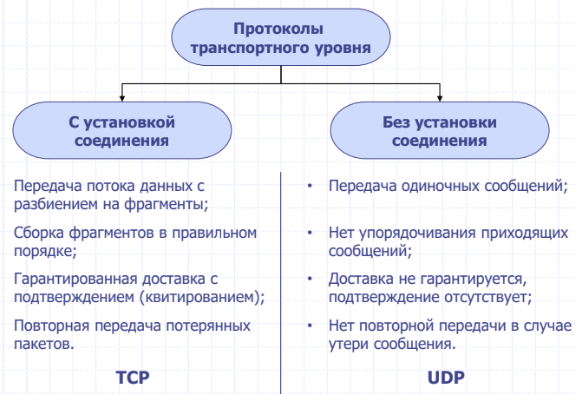 Протоколы
транспортного уровня
С установкой
соединения
Без установки
соединения
Передача потока данных с
разбиением на фрагменты;
Сборка фрагментов в правильном
порядке;
Гарантированная доставка с
подтверждением (квитированием);
Повторная передача потерянных
пакетов.
TCP
• Передача одиночных сообщений;
• Нет упорядочивания приходящих
сообщений;
• Доставка не гарантируется,
подтверждение отсутствует;
• Нет повторной передачи в случае
утери сообщения.
UDP